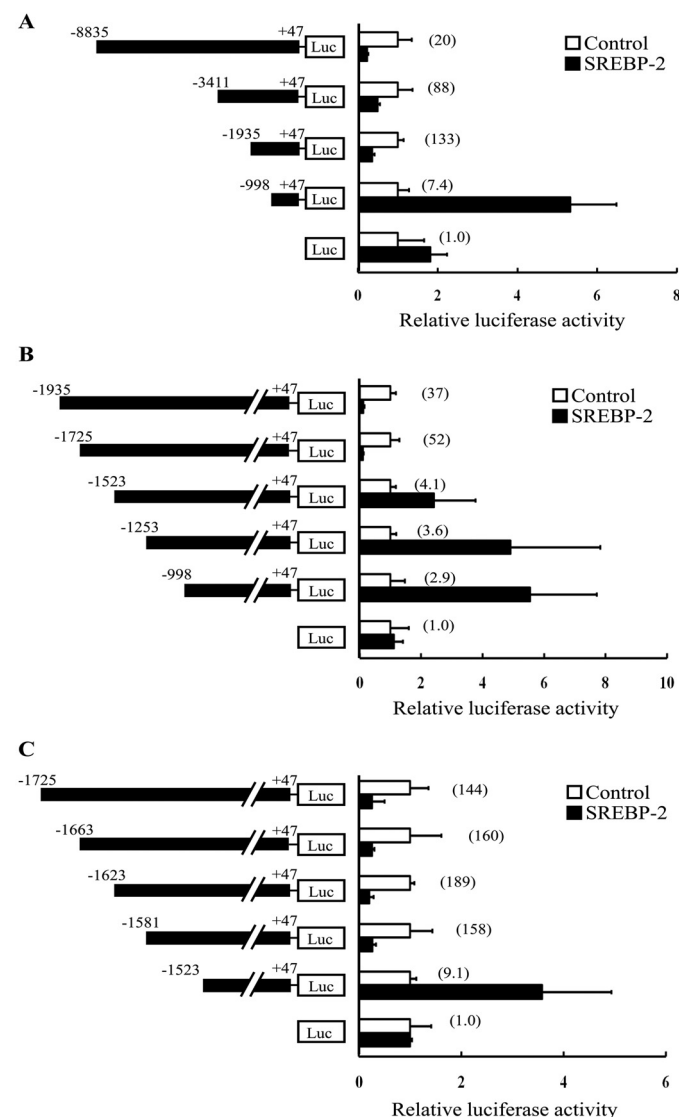 A
-8835 +47 Luc (20)
Control
SREBP-2
-3411 +47 Luc (88)
-1935 +47 Luc (133)
-998 +47 Luc (7.4)
Luc (1.0)
0 2 4 6 8
Relative luciferase activity
B
-1935 +47 Luc (37)
Control
SREBP-2
-1725 +47 Luc (52)
-1523 +47 Luc (4.1)
-1253 +47 Luc (3.6)
-998 +47 Luc (2.9)
Luc (1.0)
0 2 4 6 8 10
Relative luciferase activity
C
-1725 +47 Luc (144)
Control
SREBP-2
-1663 +47 Luc (160)
-1623 +47 Luc (189)
-1581 +47 Luc (158)
-1523 +47 Luc (9.1)
Luc (1.0)
0 2 4 6
Relative luciferase activity